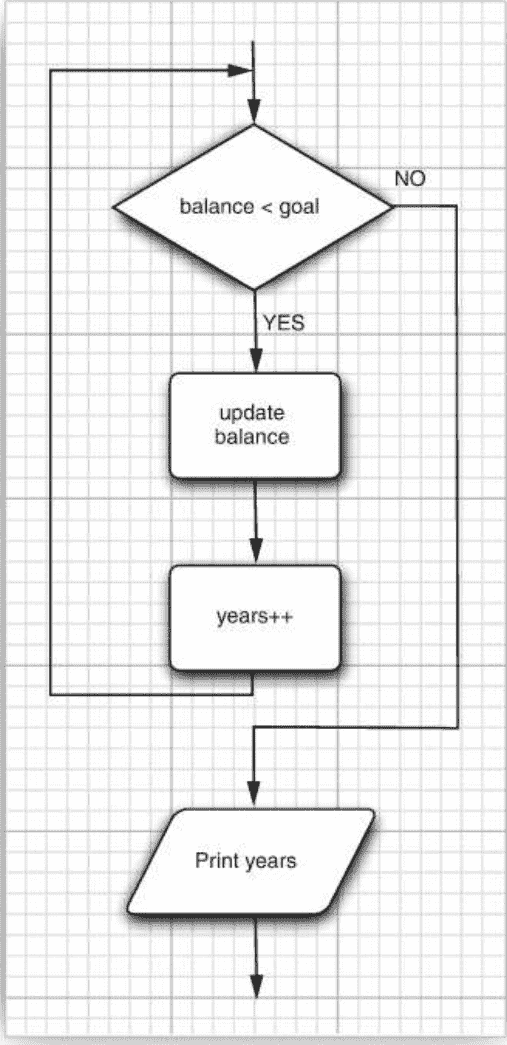 NO
balance < goal
YES
update
balance
years++
Print years